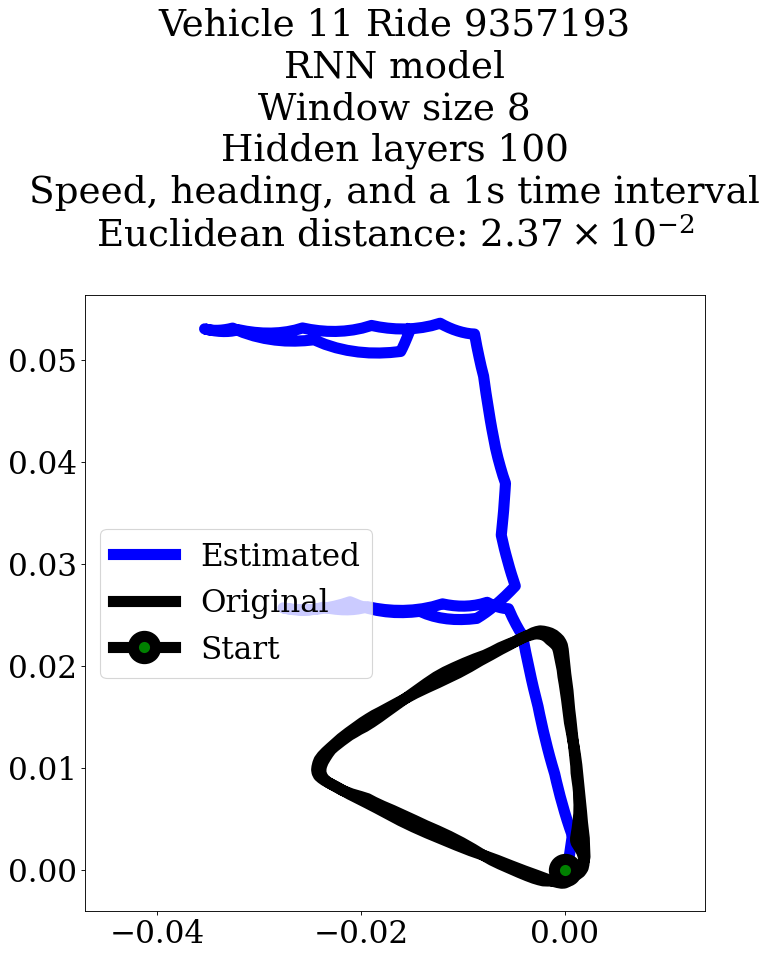 Vehicle 11 Ride 9357193
RNN model
Window size 8
Hidden layers 100
Speed, heading, and a 1s time interval
Euclidean distance: 2.37 × 10⁻²
0.05
0.04
0.03
0.02
0.01
0.00
Estimated
Original
Start
−0.04
−0.02
0.00